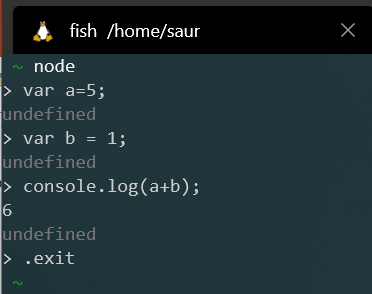 fish /home/saur
~ node
> var a=5;
undefined
> var b = 1;
undefined
> console.log(a+b);
6
undefined
> .exit
~